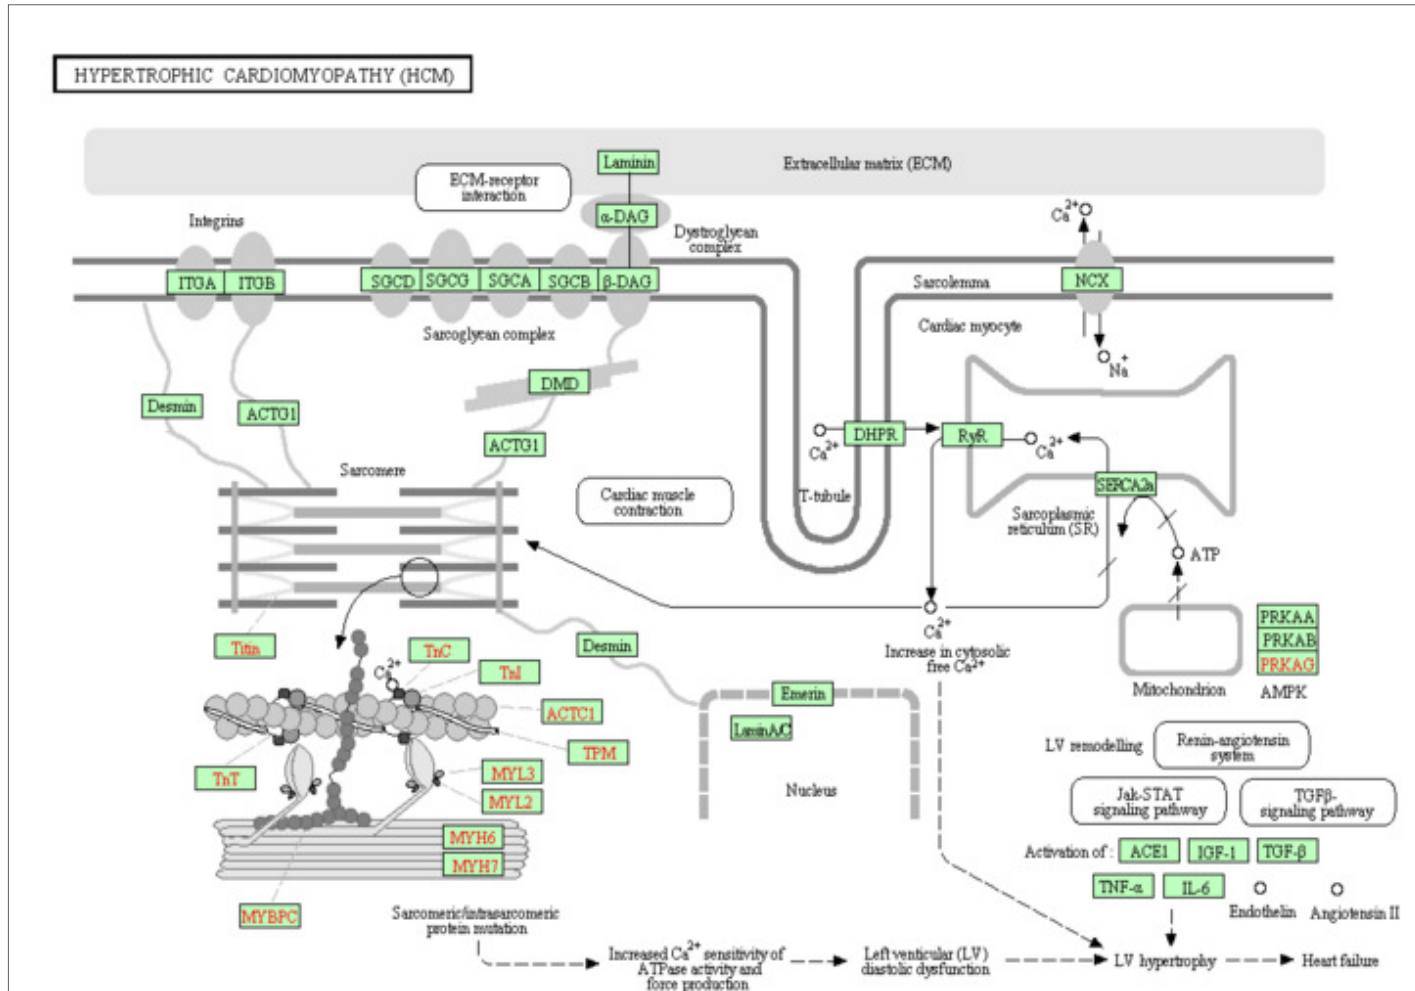 HYPERTROPHIC CARDIOMYOPATHY (HCM)
Extracellular matrix (ECM)
ECM-receptor
interaction
Laminin
α-DAG
Integrins
Dystroglycan
complex
Ca2+
ITGA
ITGB
SGCD
SGCG
SGCA
SGCB
β-DAG
Sarcolemma
NCX
Sarcoglycan complex
Cardiac myocyte
Na+
Desmin
ACTG1
DMD
ACTG1
Ca2+
DHPR
RyR
Ca2+
Sarcomere
Cardiac muscle
contraction
T-tubule
SERCA2a
Sarcoplasmic
reticulum (SR)
ATP
Ca2+
Increase in cytosolic
free Ca2+
Mitochondrion
PRKAA
PRKAB
PRKAG
AMPK
Titin
TnC
Ca2+
TnI
Desmin
ACTC1
TPM
TnT
MYL3
MYL2
MYH6
MYH7
MYBPC
Emerin
LaminA/C
Nucleus
LV remodelling
Renin-angiotensin
system
Jak-STAT
signaling pathway
TGFβ-
signaling pathway
Activation of :
ACE1
IGF-1
TGF-β
TNF-α
IL-6
Endothelin
Angiotensin II
Sarcomeric/intrasarcomeric
protein mutation
Increased Ca2+ sensitivity of
ATPase activity and
force production
Left venticular (LV)
diastolic dysfunction
LV hypertrophy
Heart failure